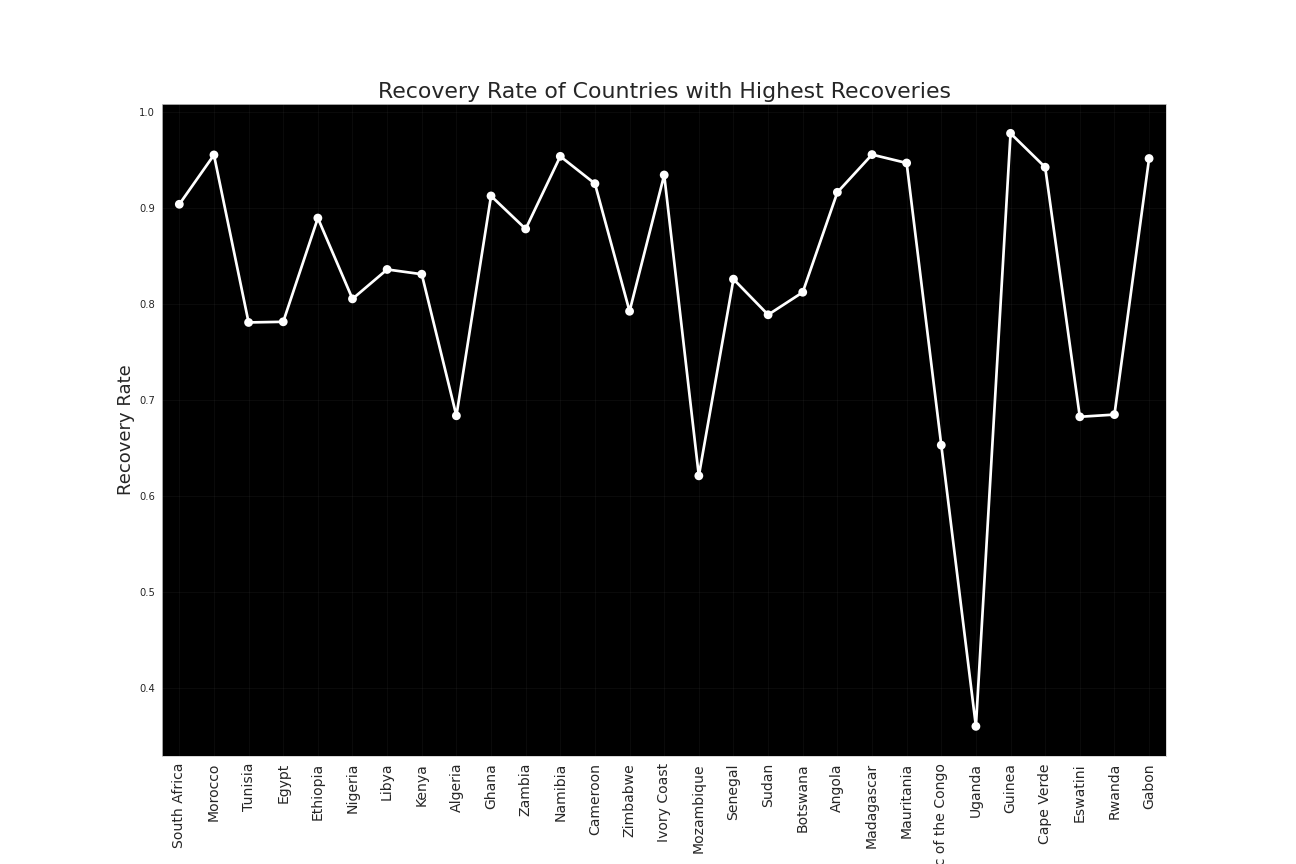 Recovery Rate of Countries with Highest Recoveries
1.0
0.9
0.8
0.7
0.6
0.5
0.4
Recovery Rate
South Africa
Morocco
Tunisia
Egypt
Ethiopia
Nigeria
Libya
Kenya
Algeria
Ghana
Zambia
Namibia
Cameroon
Zimbabwe
Ivory Coast
Mozambique
Senegal
Sudan
Botswana
Angola
Madagascar
Mauritania
of the Congo
Uganda
Guinea
Cape Verde
Eswatini
Rwanda
Gabon